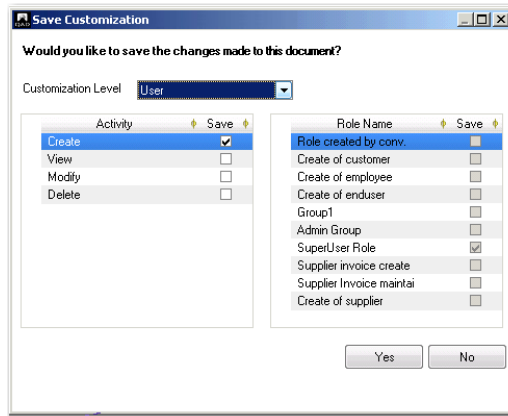 QAD Save Customization
Would you like to save the changes made to this document?
Customization Level User
Activity Save
Create
View
Modify
Delete
Role Name Save
Role created by conv.
Create of customer
Create of employee
Create of enduser
Group1
Admin Group
SuperUser Role
Supplier invoice create
Supplier Invoice maintai
Create of supplier
Yes No